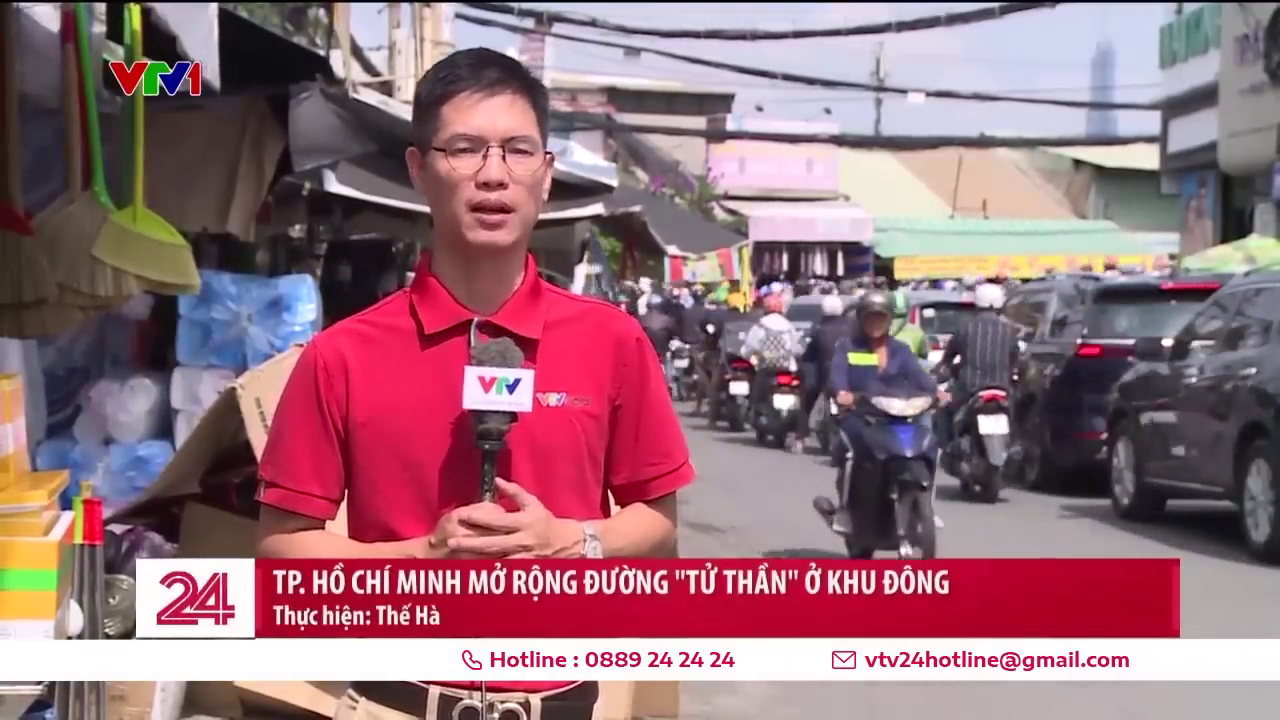 VTV1
VTV
VTV
24
TP. HỒ CHÍ MINH MỞ RỘNG ĐƯỜNG "TỬ THẦN" Ở KHU ĐÔNG
Thực hiện: Thế Hà
Hotline : 0889 24 24 24
vtv24hotline@gmail.com